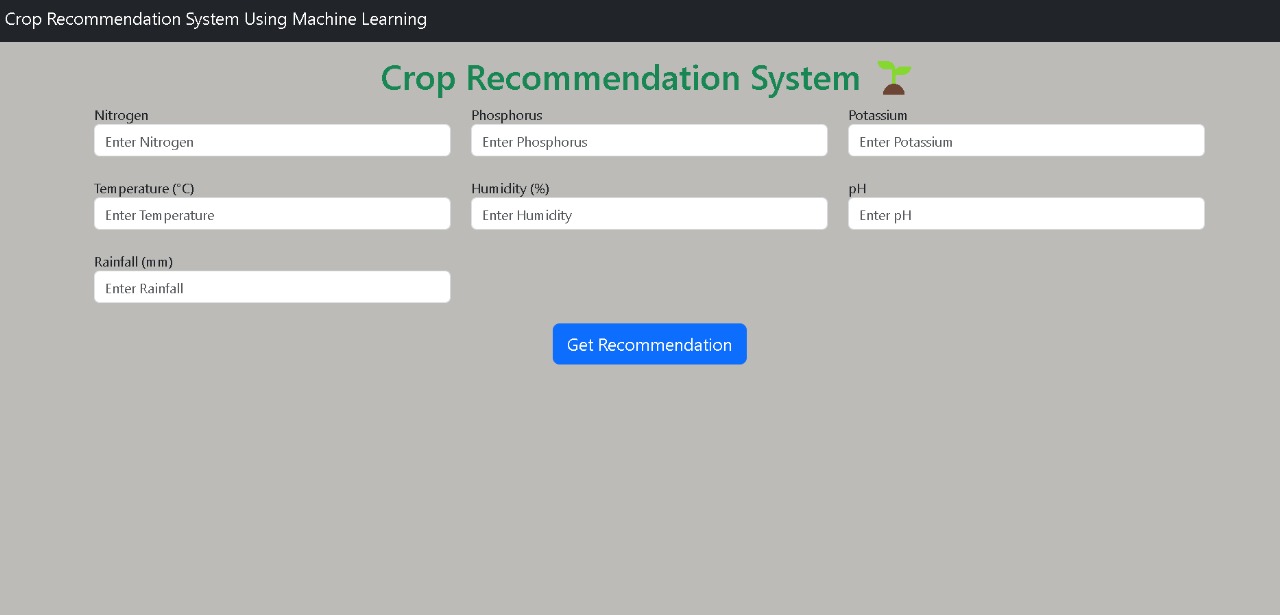 Crop Recommendation System Using Machine Learning
Crop Recommendation System
Nitrogen Phosphorus Potassium
Enter Nitrogen Enter Phosphorus Enter Potassium
Temperature (°C) Humidity (%) pH
Enter Temperature Enter Humidity Enter pH
Rainfall (mm)
Enter Rainfall
Get Recommendation